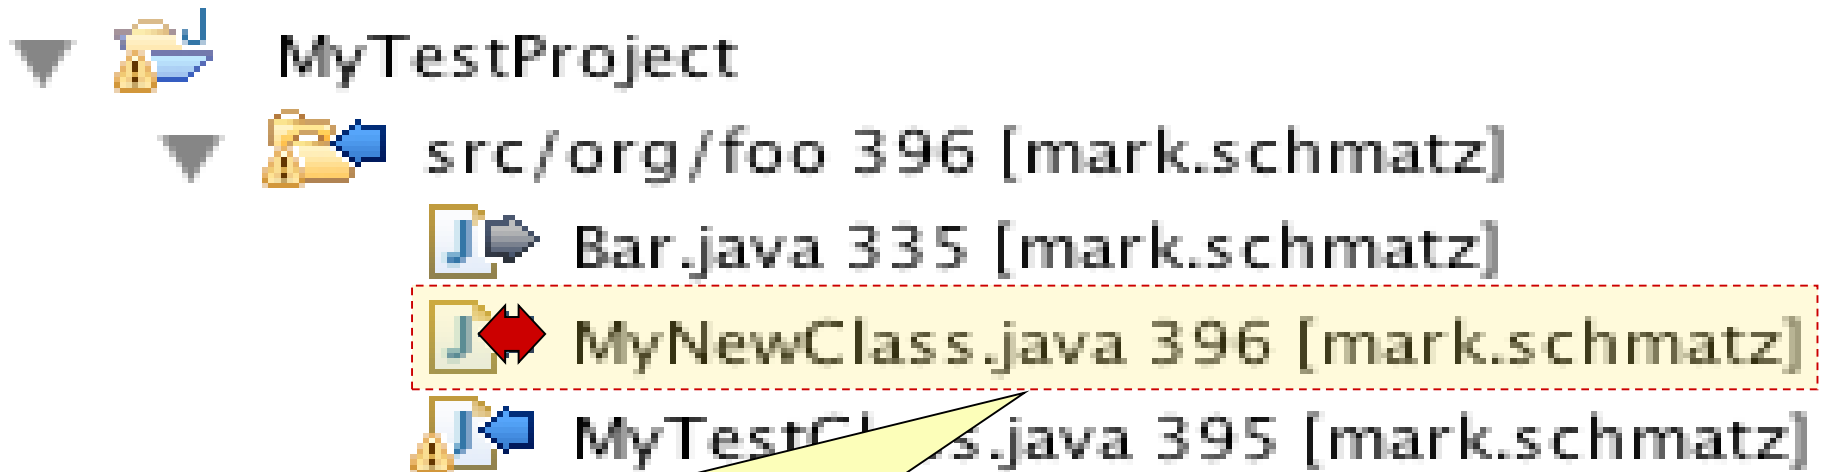 MyTestProject
src/org/foo 396 [mark.schmatz]
Bar.java 335 [mark.schmatz]
MyNewClass.java 396 [mark.schmatz]
MyTestClass.java 395 [mark.schmatz]